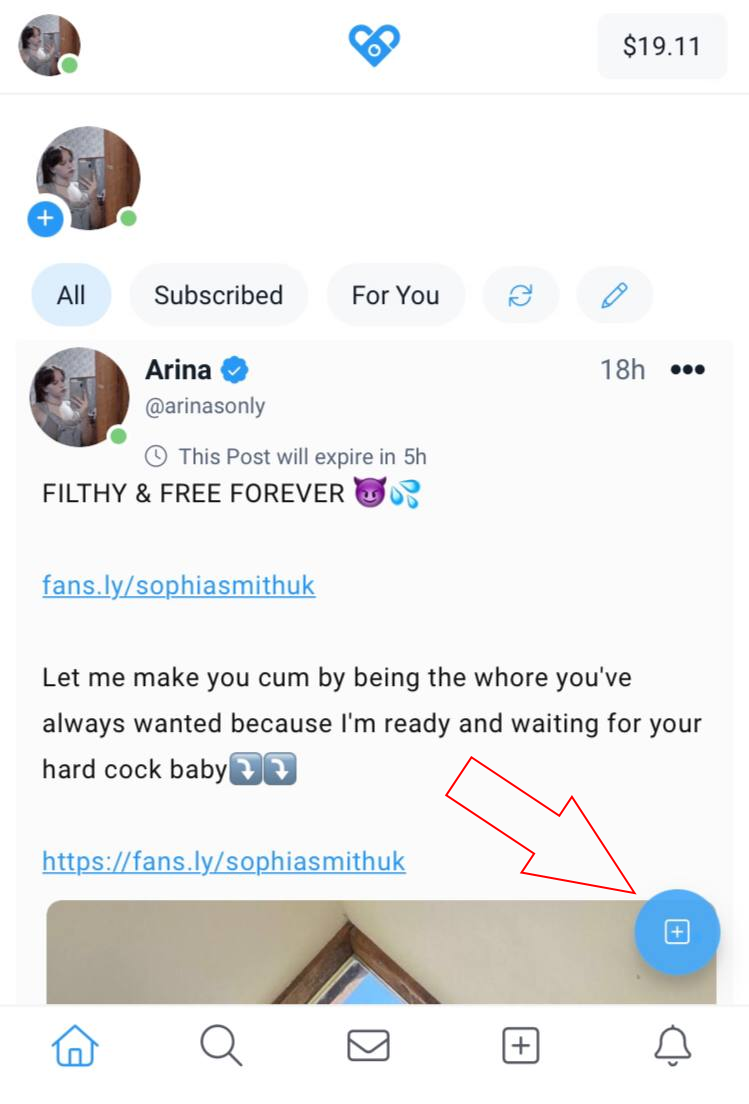 $19.11
All
Subscribed
For You
Arina
18h
@arinasonly
This Post will expire in 5h
FILTHY & FREE FOREVER 😈💦
fans.ly/sophiasmithuk
Let me make you cum by being the whore you've
always wanted because I'm ready and waiting for your
hard cock baby⤵️⤵️
https://fans.ly/sophiasmithuk